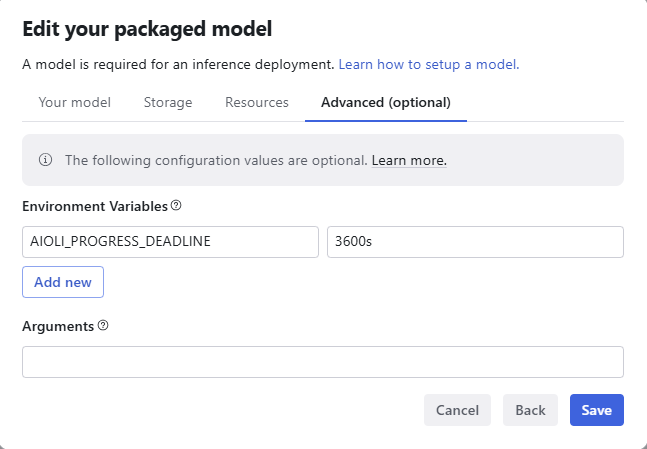 Edit your packaged model
A model is required for an inference deployment. Learn how to setup a model.
Your model Storage Resources Advanced (optional)
The following configuration values are optional. Learn more.
Environment Variables
AIOLI_PROGRESS_DEADLINE 3600s
Add new
Arguments
Cancel Back Save